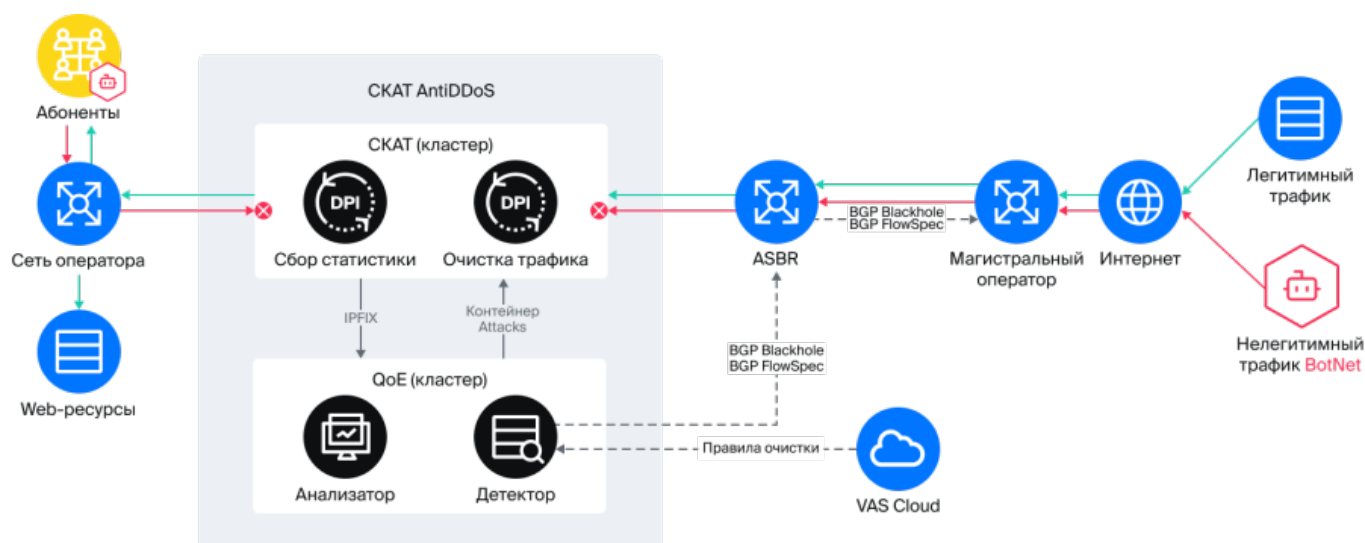 Абоненты
Сеть оператора
Web-ресурсы
СКАТ AntiDDoS
СКАТ (кластер)
DPI
DPI
Сбор статистики
Очистка трафика
IPFIX
Контейнер
Attacks
QoE (кластер)
Анализатор
Детектор
BGP Blackhole
BGP FlowSpec
ASBR
BGP Blackhole
BGP FlowSpec
Правила очистки
VAS Cloud
Магистральный
оператор
Интернет
Легитимный
трафик
Нелегитимный
трафик BotNet